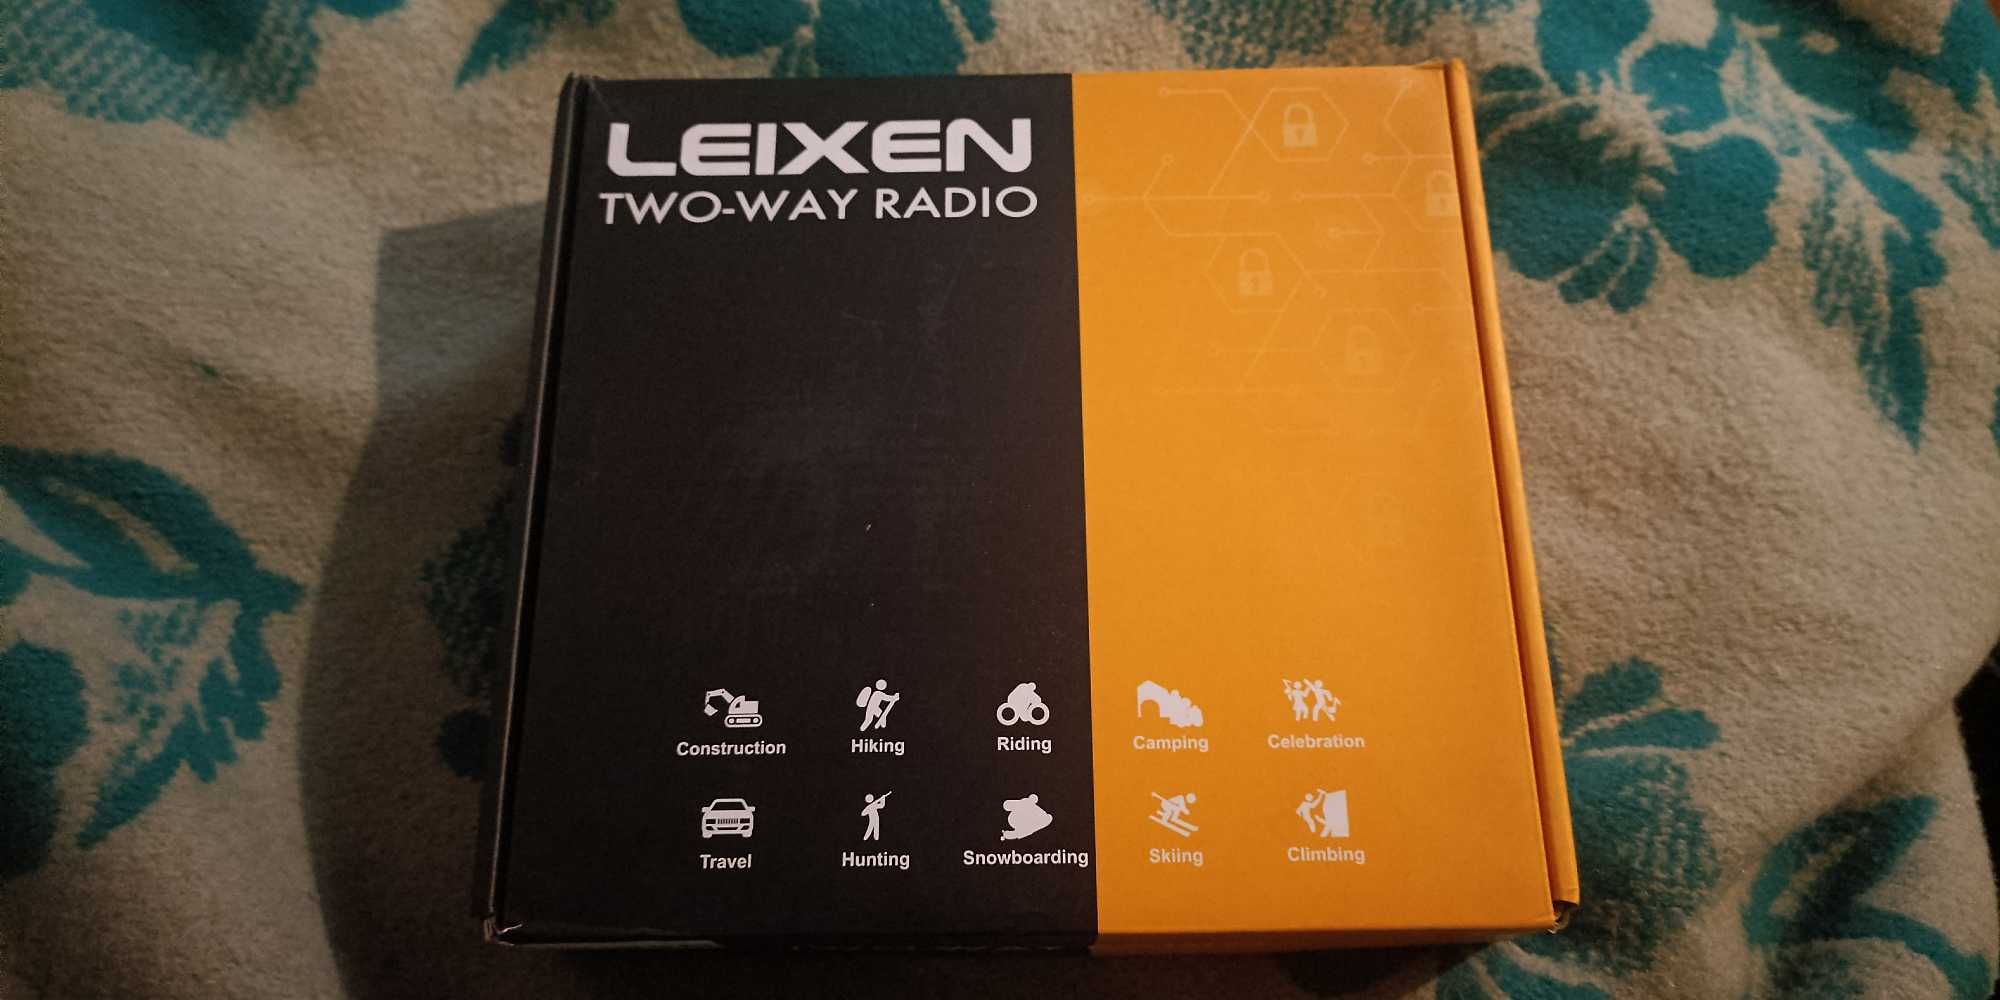 LEIXEN
TWO-WAY RADIO
Construction Hiking Riding Camping Celebration
Travel Hunting Snowboarding Skiing Climbing